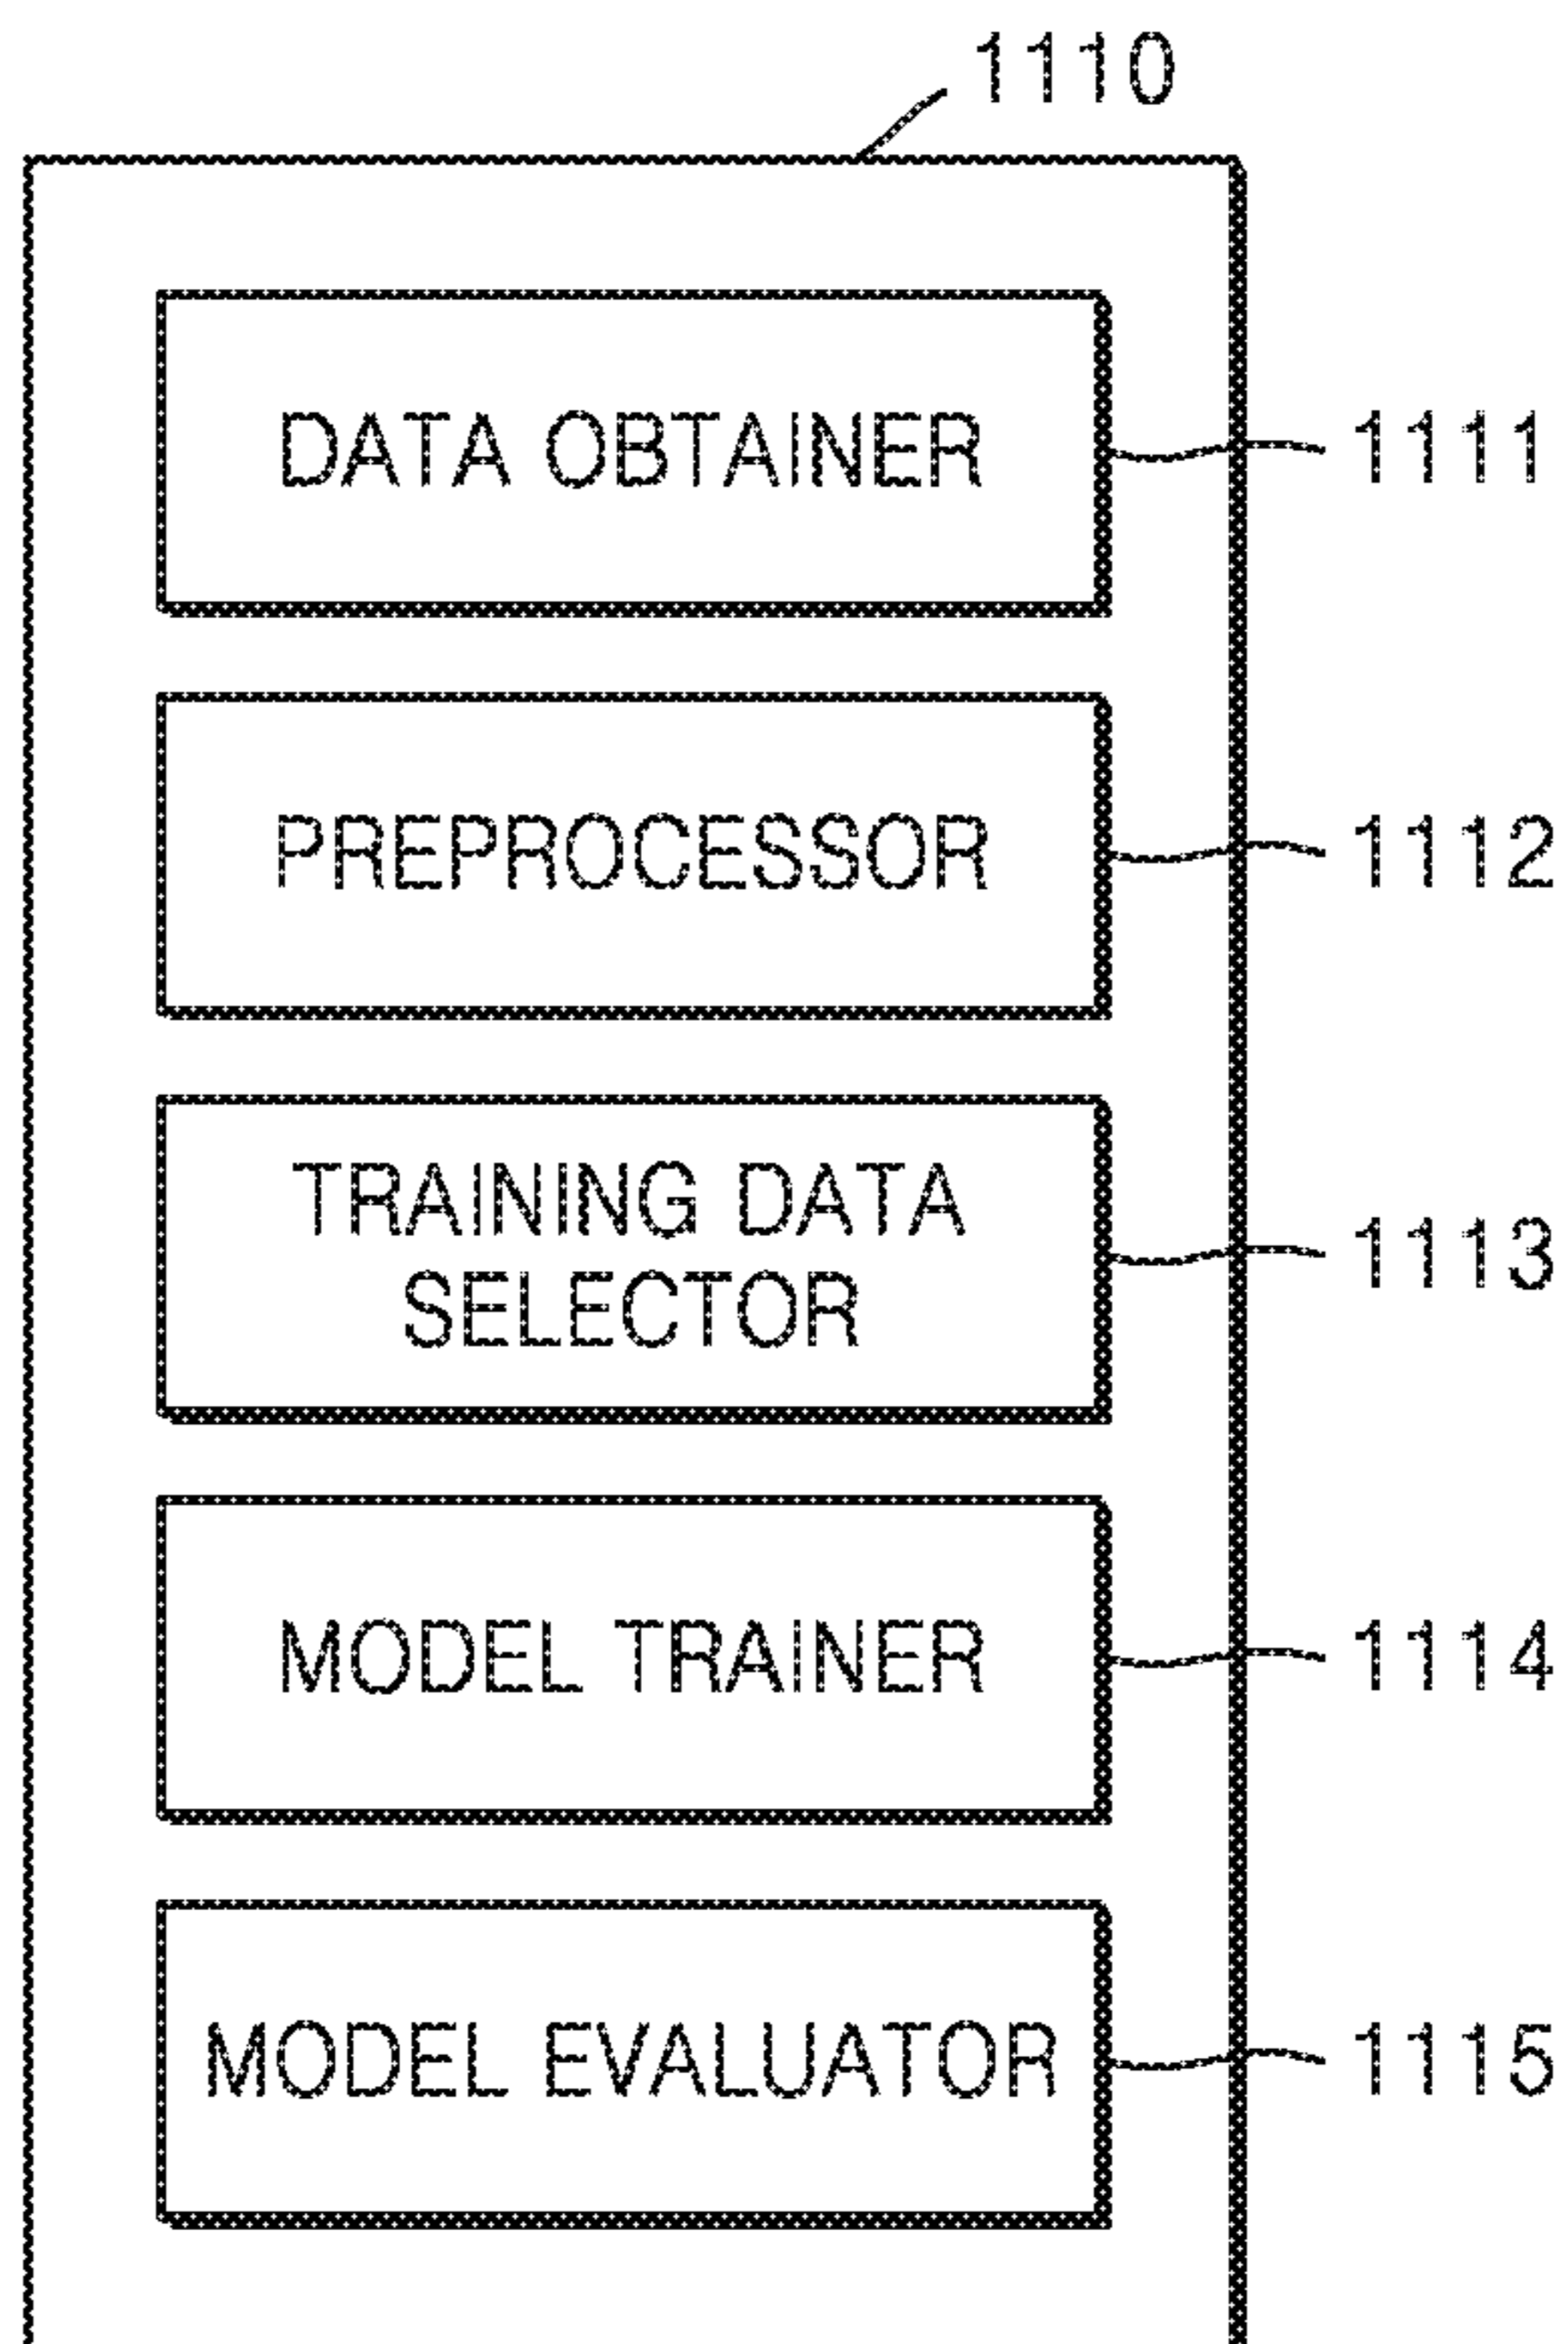 1110
DATA OBTAINER
1111
PREPROCESSOR
1112
TRAINING DATA
SELECTOR
1113
MODEL TRAINER
1114
MODEL EVALUATOR
1115